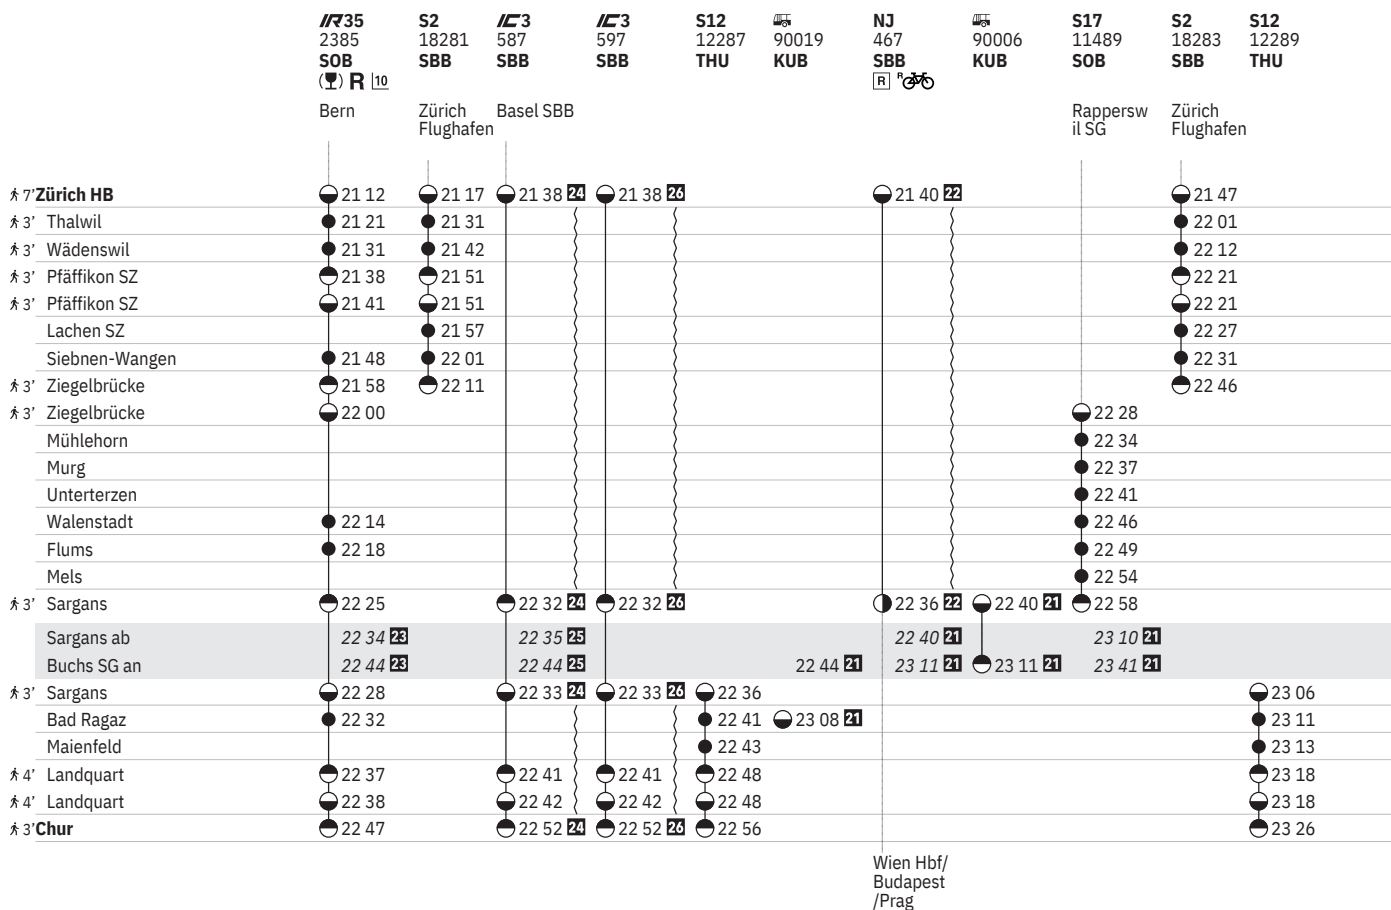 IR35 S2 IC3 IC3 S12 NJ S17 S2 S12
2385 18281 587 597 12287 90019 467 90006 11489 18283 12289
SOB SBB SBB SBB THU KUB SBB KUB SOB SBB THU
R 10 R R
Bern Zürich Basel SBB Rappersw Zürich
Flughafen il SG Flughafen
7' Zürich HB 21 12 21 17 21 38 24 21 38 26 21 40 22 21 47
3' Thalwil 21 21 21 31 22 01
3' Wädenswil 21 31 21 42 22 12
3' Pfäffikon SZ 21 38 21 51 22 21
3' Pfäffikon SZ 21 41 21 51 22 21
Lachen SZ 21 57 22 27
Siebnen-Wangen 21 48 22 01 22 31
3' Ziegelbrücke 21 58 22 11 22 46
3' Ziegelbrücke 22 00 22 28
Mühlehorn 22 34
Murg 22 37
Unterterzen 22 41
Walenstadt 22 14 22 46
Flums 22 18 22 49
Mels 22 54
3' Sargans 22 25 22 32 24 22 32 26 22 36 22 22 40 21 22 58
Sargans ab 22 34 23 22 35 25 22 40 21 23 10 21
Buchs SG an 22 44 23 22 44 25 22 44 21 23 11 21 23 11 21 23 41 21
3' Sargans 22 28 22 33 24 22 33 26 22 36 23 06
Bad Ragaz 22 32 22 41 23 08 21 23 11
Maienfeld 22 43 23 13
4' Landquart 22 37 22 41 22 41 22 48 23 18
4' Landquart 22 38 22 42 22 42 22 48 23 18
3' Chur 22 47 22 52 24 22 52 26 22 56 23 26
Wien Hbf/
Budapest
/Prag